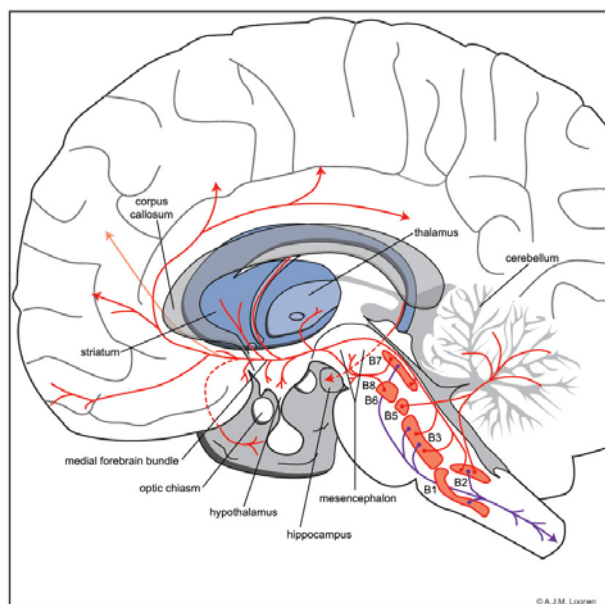 corpus
callosum
thalamus
cerebellum
striatum
B7
B8
B6
B5
B3
B1
B2
medial forebrain bundle
optic chiasm
hypothalamus
hippocampus
mesencephalon
© A.J.M. Loonen